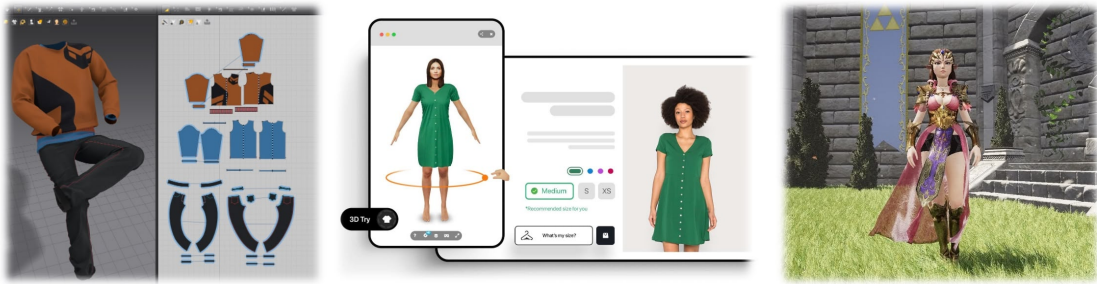 3D Try
Medium
S
XS
*Recommended size for you
What's my size?